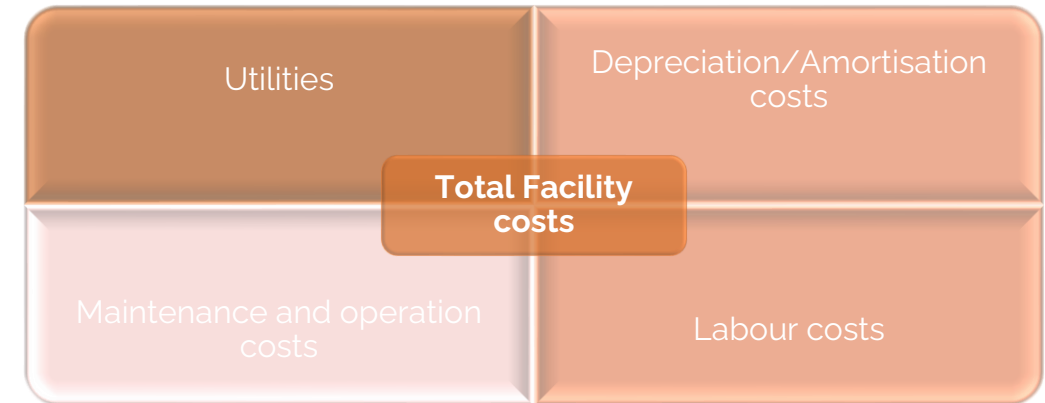 Utilities
Depreciation/Amortisation
costs
Total Facility
costs
Maintenance and operation
costs
Labour costs